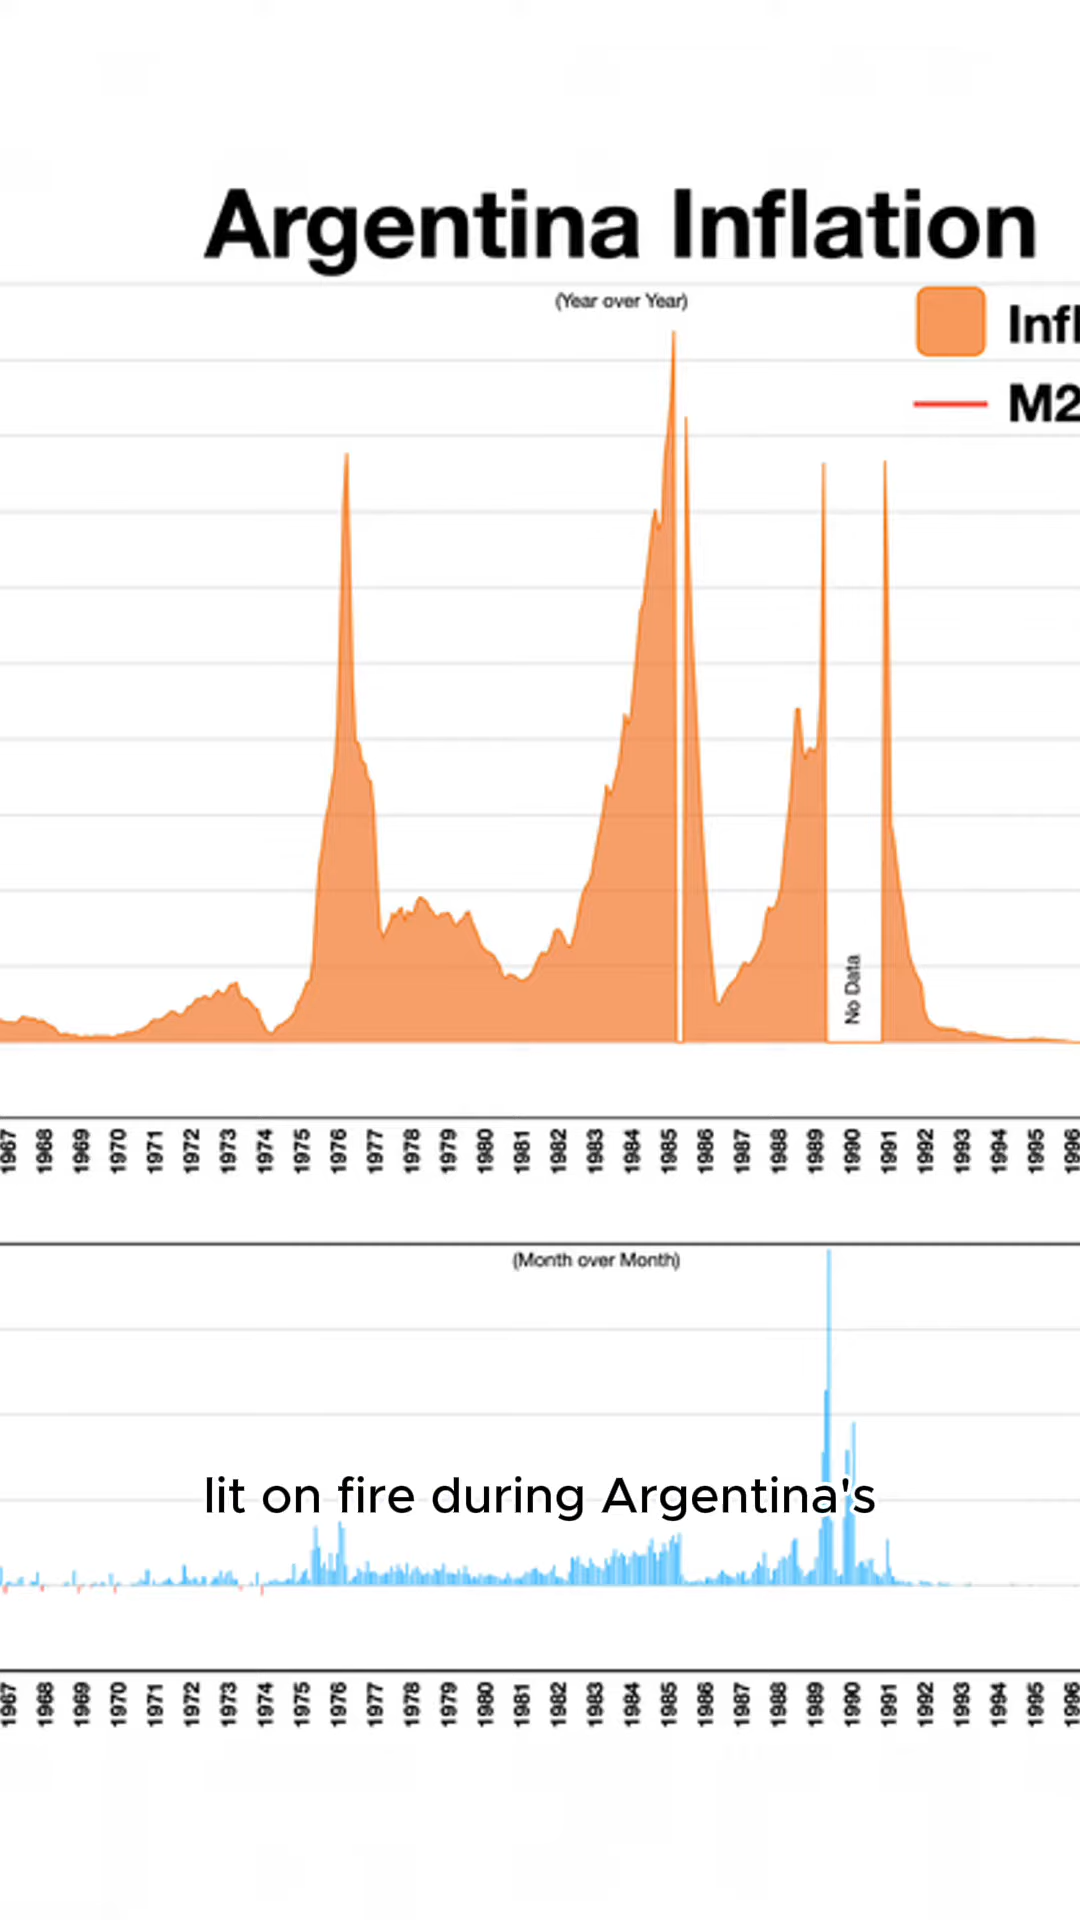 Argentina Inflation
(Year over Year)
Infl
M2
No Data
1967 1968 1969 1970 1971 1972 1973 1974 1975 1976 1977 1978 1979 1980 1981 1982 1983 1984 1985 1986 1987 1988 1989 1990 1991 1992 1993 1994 1995 1996
(Month over Month)
lit on fire during Argentina's
1967 1968 1969 1970 1971 1972 1973 1974 1975 1976 1977 1978 1979 1980 1981 1982 1983 1984 1985 1986 1987 1988 1989 1990 1991 1992 1993 1994 1995 1996